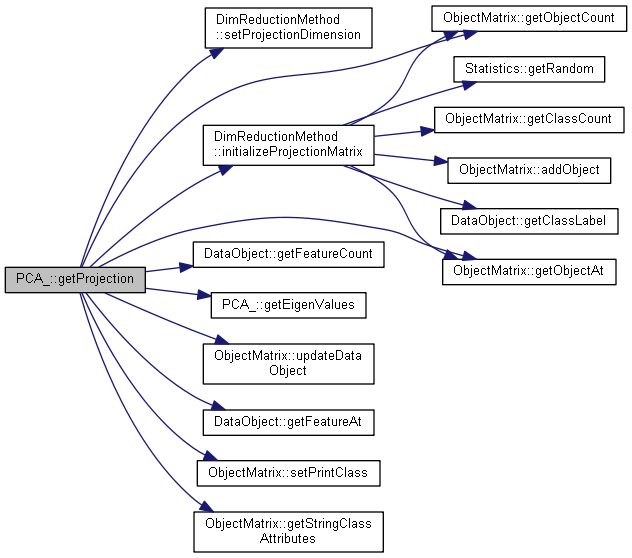 PCA_::getProjection
DimReductionMethod
::setProjectionDimension
DimReductionMethod
::initializeProjectionMatrix
DataObject::getFeatureCount
PCA_::getEigenValues
ObjectMatrix::updateData
Object
DataObject::getFeatureAt
ObjectMatrix::setPrintClass
ObjectMatrix::getStringClass
Attributes
ObjectMatrix::getObjectCount
Statistics::getRandom
ObjectMatrix::getClassCount
ObjectMatrix::addObject
DataObject::getClassLabel
ObjectMatrix::getObjectAt